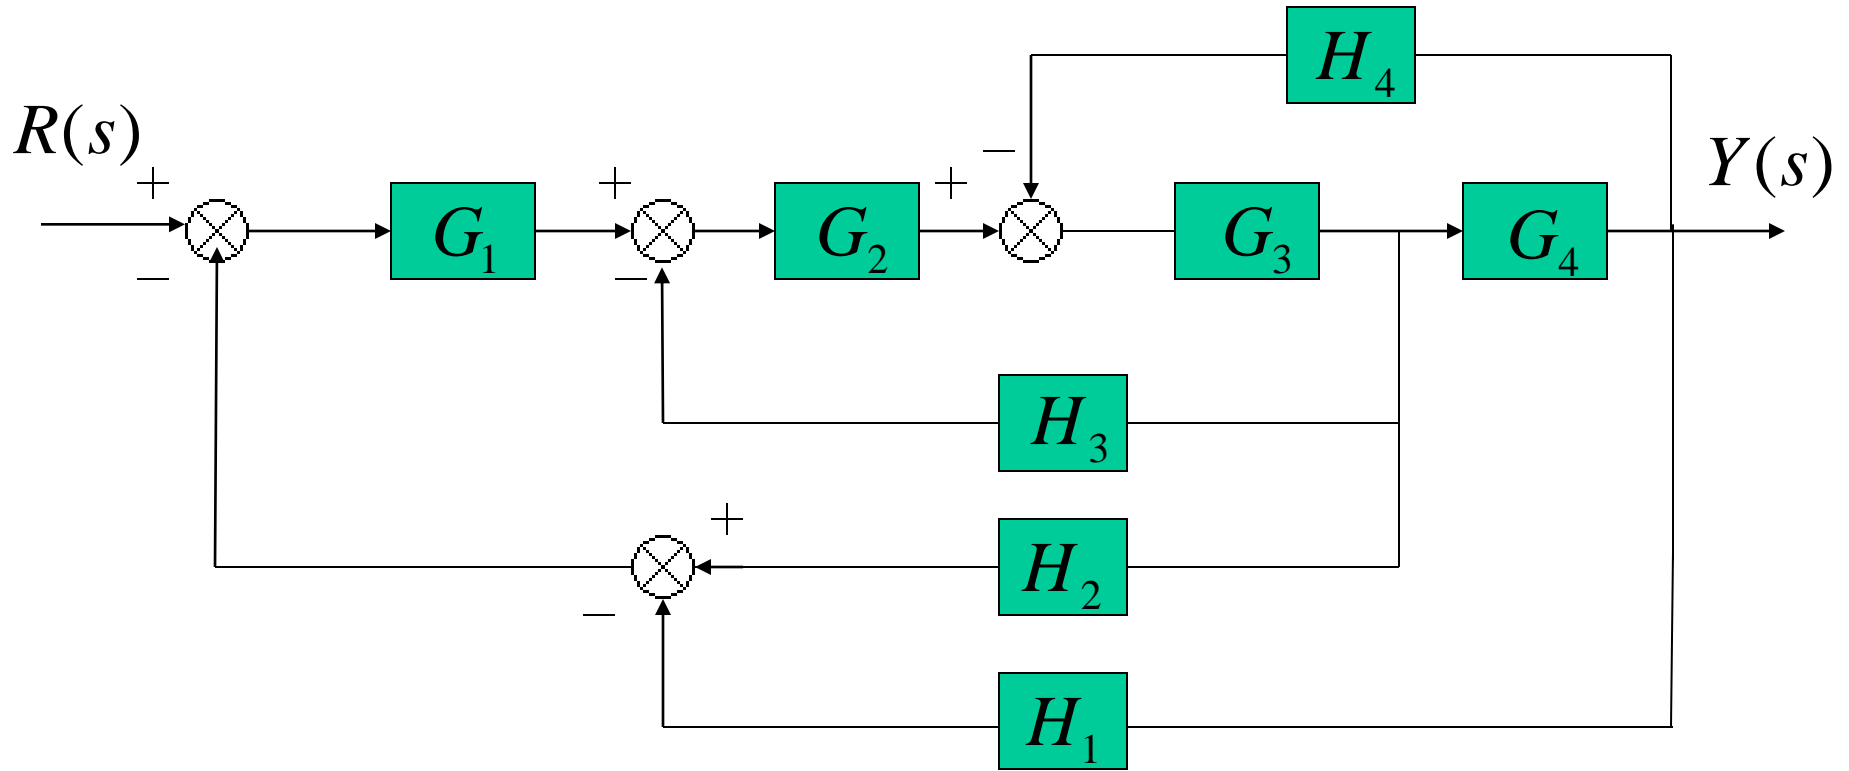 H₄
R(s)
Y(s)
+ + + −
G₁ G₂ G₃ G₄
− −
H₃
+
H₂
−
H₁